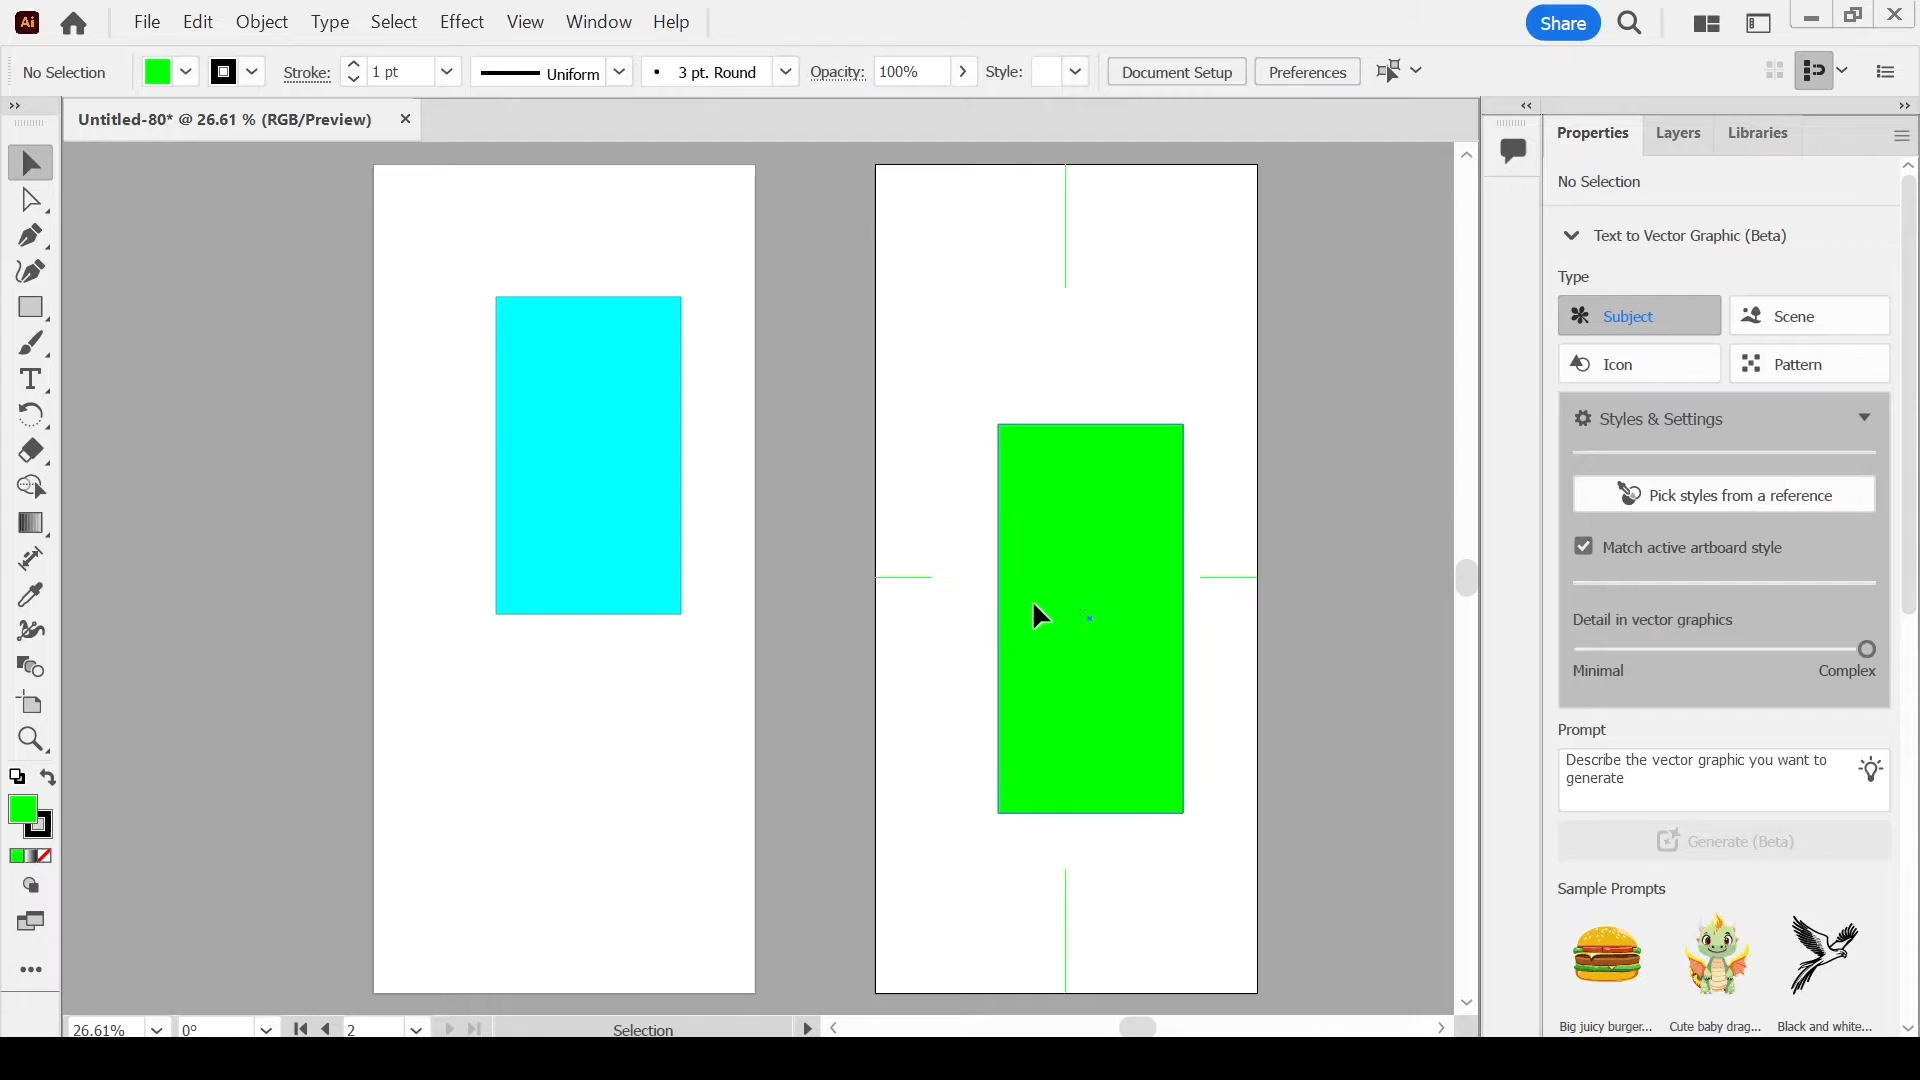 Ai
File Edit Object Type Select Effect View Window Help
Share
No Selection
Stroke: 1 pt
Uniform
3 pt. Round
Opacity: 100%
Style:
Document Setup
Preferences
Untitled-80* @ 26.61 % (RGB/Preview)
Properties Layers Libraries
No Selection
Text to Vector Graphic (Beta)
Type
Subject
Scene
Icon
Pattern
Styles & Settings
Pick styles from a reference
Match active artboard style
Detail in vector graphics
Minimal Complex
Prompt
Describe the vector graphic you want to
generate
Generate (Beta)
Sample Prompts
Big juicy burger... Cute baby drag... Black and white...
26.61% 0° 2 Selection